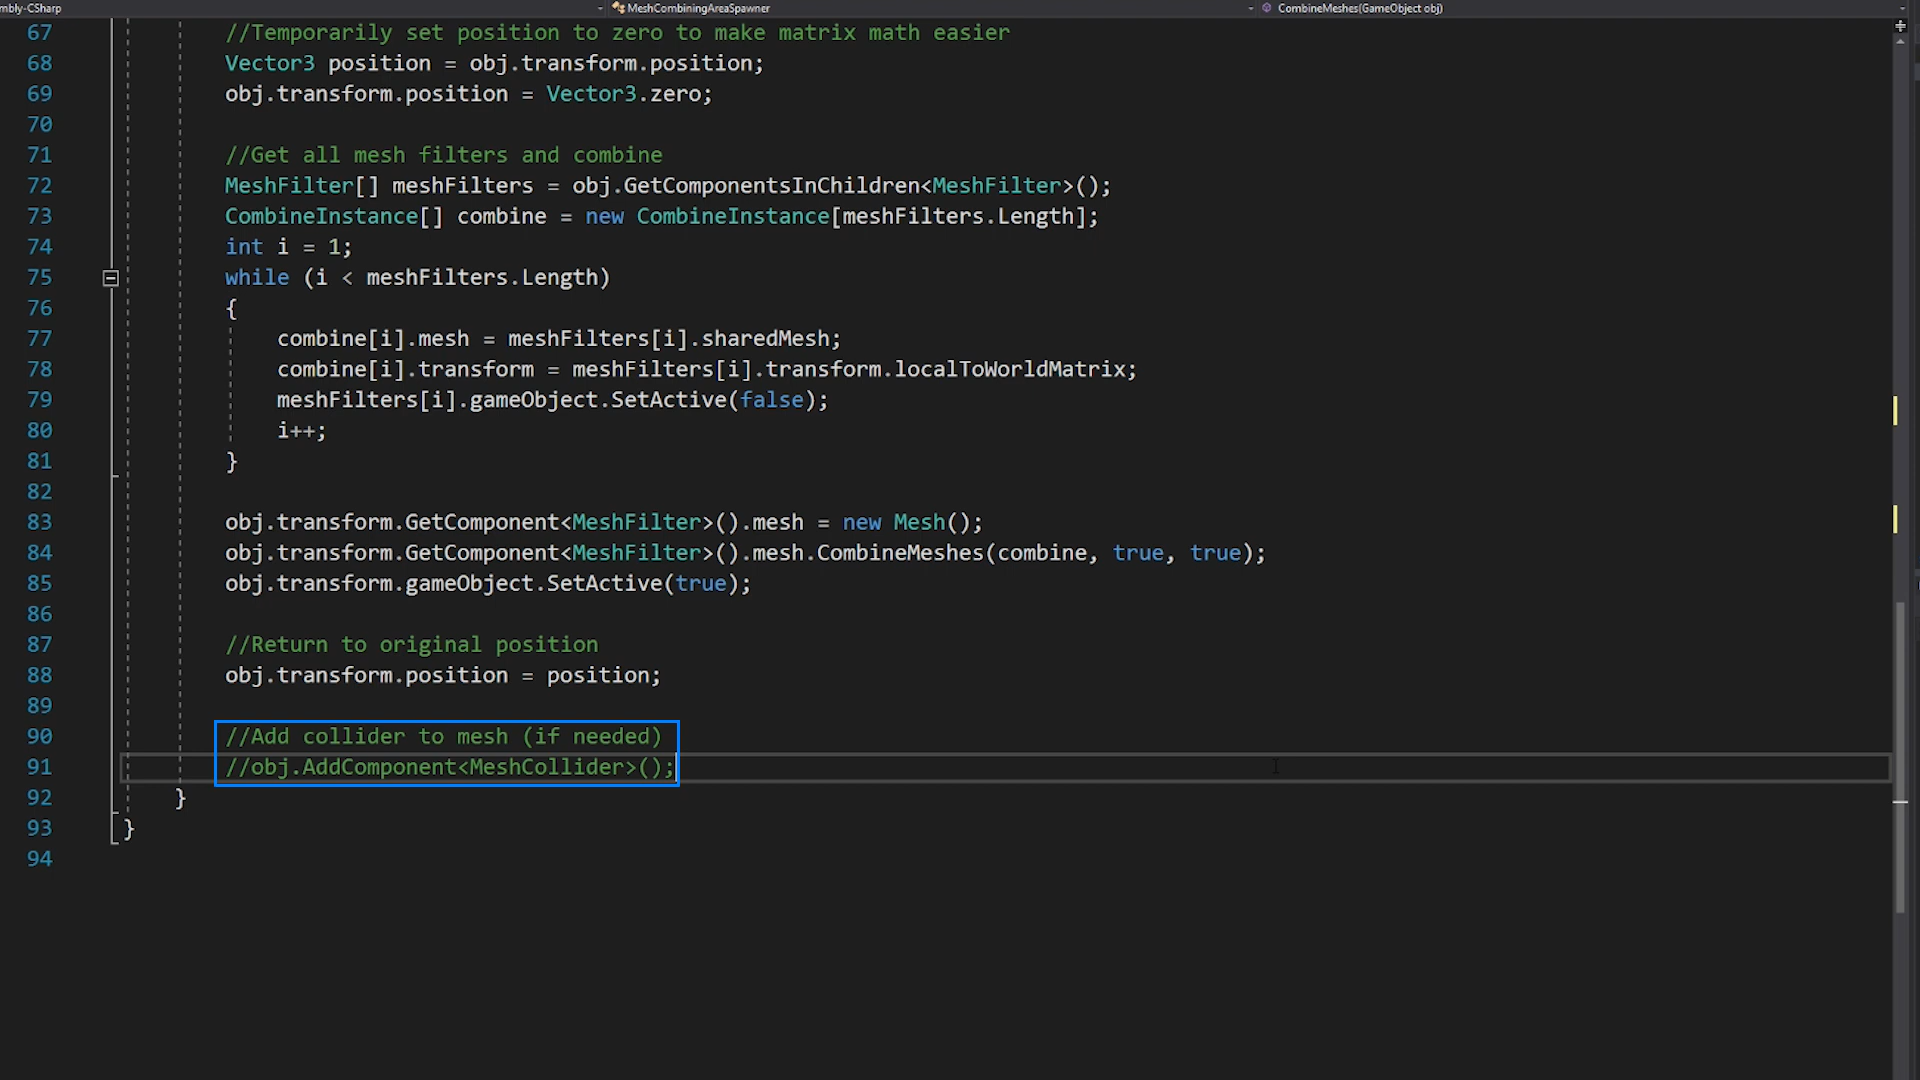 mbly-CSharp MeshCombiningAreaSpawner CombineMeshes(GameObject obj)
67 //Temporarily set position to zero to make matrix math easier
68 Vector3 position = obj.transform.position;
69 obj.transform.position = Vector3.zero;
70
71 //Get all mesh filters and combine
72 MeshFilter[] meshFilters = obj.GetComponentsInChildren<MeshFilter>();
73 CombineInstance[] combine = new CombineInstance[meshFilters.Length];
74 int i = 1;
75 while (i < meshFilters.Length)
76 {
77 combine[i].mesh = meshFilters[i].sharedMesh;
78 combine[i].transform = meshFilters[i].transform.localToWorldMatrix;
79 meshFilters[i].gameObject.SetActive(false);
80 i++;
81 }
82
83 obj.transform.GetComponent<MeshFilter>().mesh = new Mesh();
84 obj.transform.GetComponent<MeshFilter>().mesh.CombineMeshes(combine, true, true);
85 obj.transform.gameObject.SetActive(true);
86
87 //Return to original position
88 obj.transform.position = position;
89
90 //Add collider to mesh (if needed)
91 //obj.AddComponent<MeshCollider>();
92 }
93 }
94